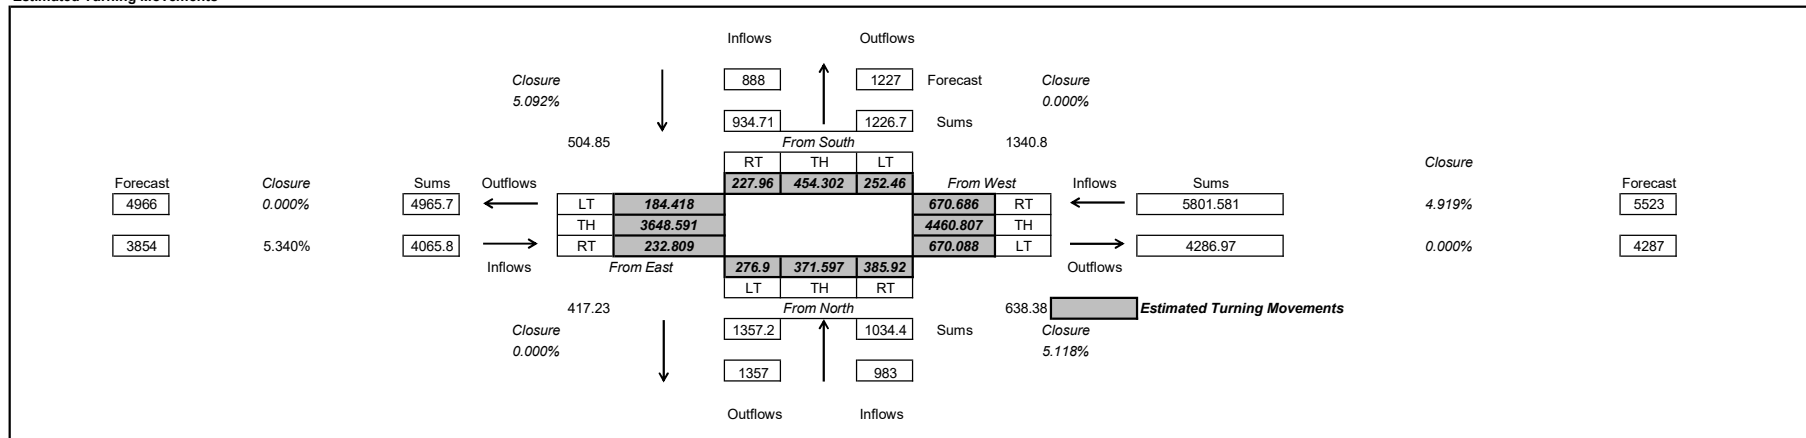 Estimated Turning Movements
Inflows Outflows
Closure 888 1227 Forecast Closure
5.092% 0.000%
934.71 1226.7 Sums
504.85 From South 1340.8
RT TH LT Closure
Forecast Closure Sums Outflows 227.96 454.302 252.46 From West Inflows Sums Forecast
4966 0.000% 4965.7 LT 184.418 670.686 RT 5801.581 4.919% 5523
TH 3648.591 4460.807 TH
3854 5.340% 4065.8 RT 232.809 670.088 LT 4286.97 0.000% 4287
Inflows From East 276.9 371.597 385.92 Outflows
LT TH RT
417.23 From North 638.38 Estimated Turning Movements
Closure 1357.2 1034.4 Sums Closure
0.000% 5.118%
1357 983
Outflows Inflows